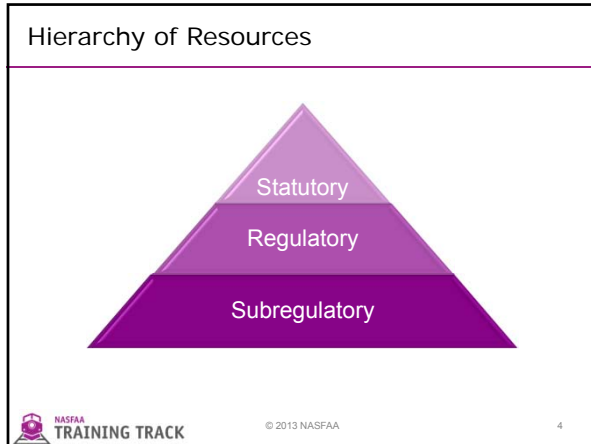 Hierarchy of Resources
Statutory
Regulatory
Subregulatory
NASFAA
TRAINING TRACK
© 2013 NASFAA
4